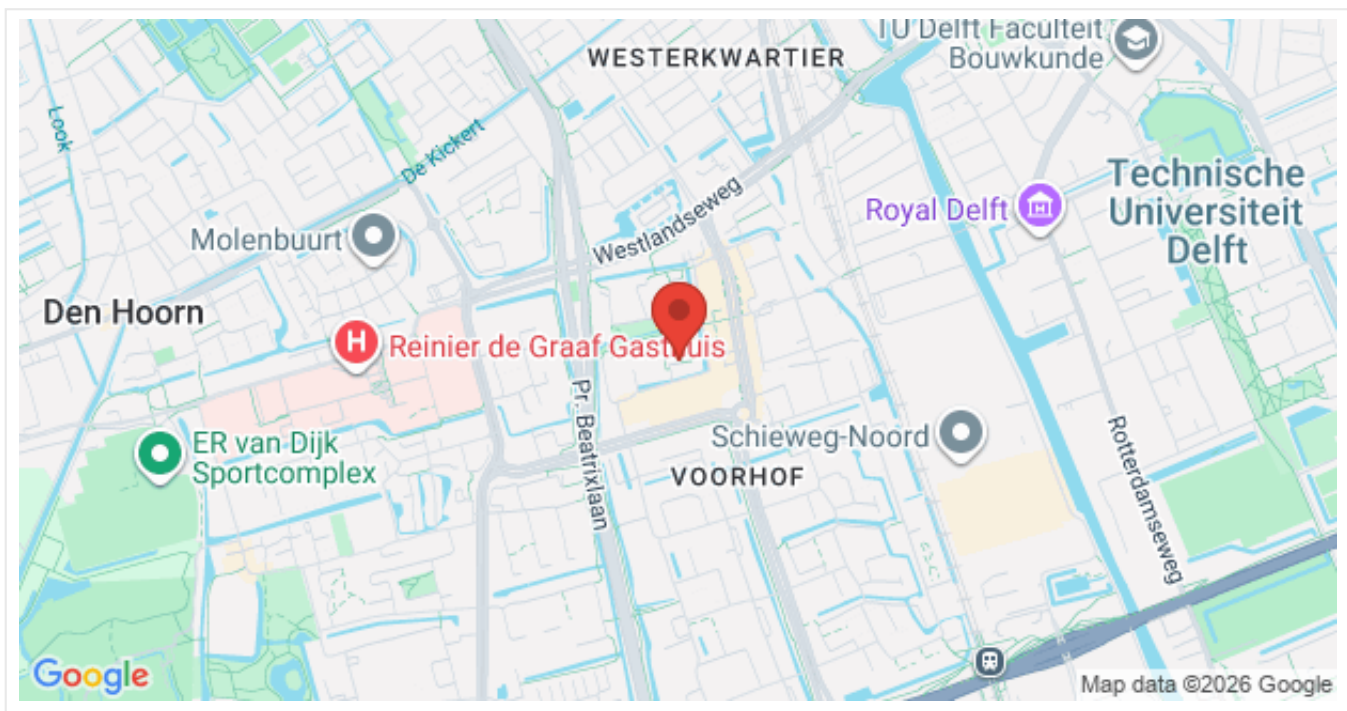 TU Delft Faculteit
Bouwkunde
WESTERKWARTIER
Look
De Kickert
Technische
Universiteit
Delft
Royal Delft
Westlandseweg
Molenbuurt
Den Hoorn
H
Reinier de Graaf Gasthuis
Pr. Beatrixlaan
ER van Dijk
Sportcomplex
Schieweg-Noord
VOORHOF
Rotterdamseweg
Google
Map data ©2026 Google